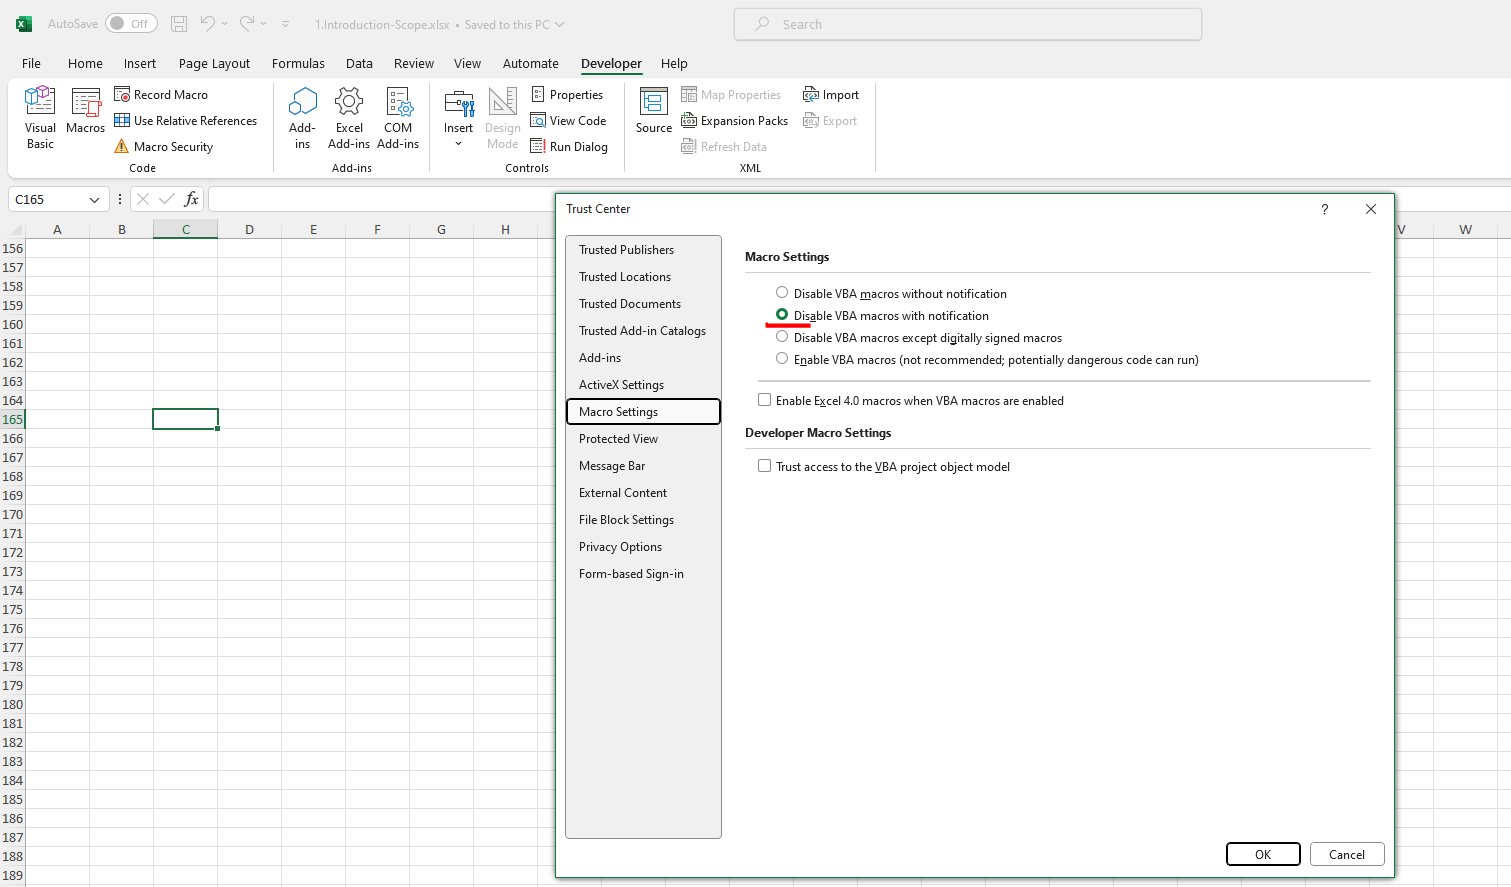 AutoSave Off 1.Introduction-Scope.xlsx • Saved to this PC Search
File Home Insert Page Layout Formulas Data Review View Automate Developer Help
Visual Basic
Macros
Record Macro
Use Relative References
Macro Security
Code
Add-ins
Excel Add-ins
COM Add-ins
Add-ins
Insert
Design Mode
Properties
View Code
Run Dialog
Controls
Source
Map Properties
Expansion Packs
Refresh Data
Import
Export
XML
C165 fx
A B C D E F G H V W
156
157
158
159
160
161
162
163
164
165
166
167
168
169
170
171
172
173
174
175
176
177
178
179
180
181
182
183
184
185
186
187
188
189
Trust Center ?
Trusted Publishers
Trusted Locations
Trusted Documents
Trusted Add-in Catalogs
Add-ins
ActiveX Settings
Macro Settings
Protected View
Message Bar
External Content
File Block Settings
Privacy Options
Form-based Sign-in
Macro Settings
Disable VBA macros without notification
Disable VBA macros with notification
Disable VBA macros except digitally signed macros
Enable VBA macros (not recommended; potentially dangerous code can run)
Enable Excel 4.0 macros when VBA macros are enabled
Developer Macro Settings
Trust access to the VBA project object model
OK Cancel